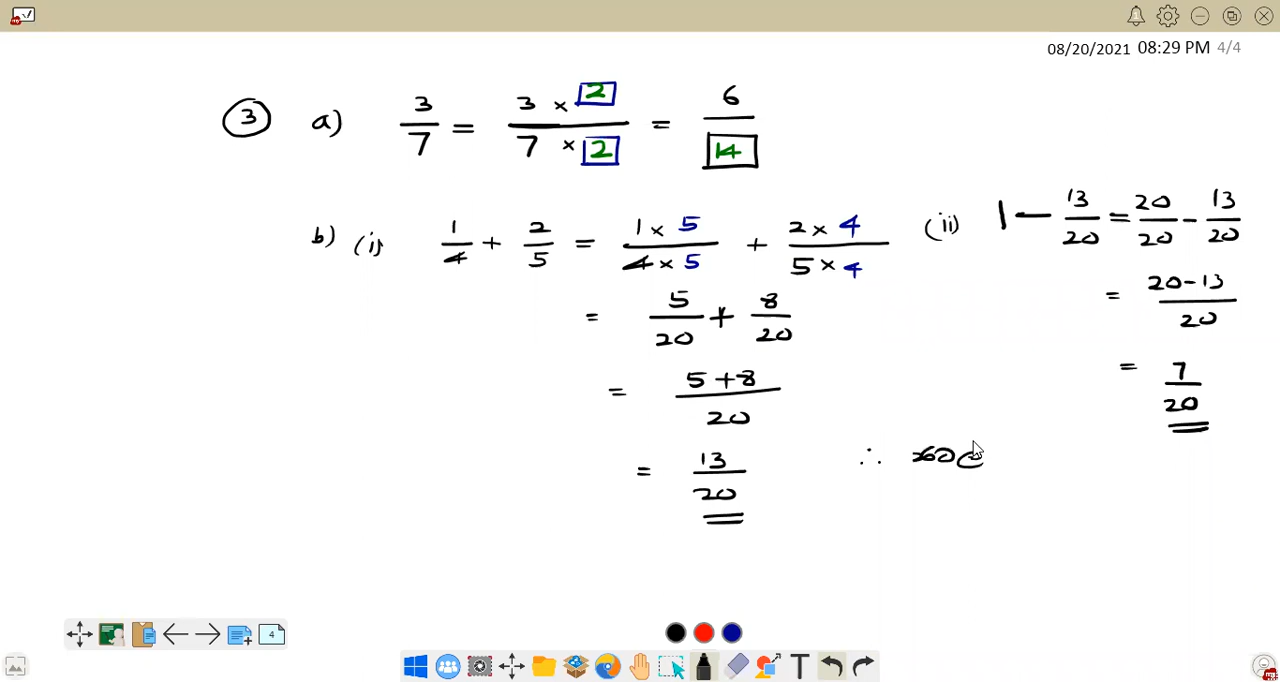 08/20/2021 08:29 PM 4/4
③ a) 3/7 = (3 × 2)/(7 × 2) = 6/14
b) (i) 1/4 + 2/5 = (1 × 5)/(4 × 5) + (2 × 4)/(5 × 4)
= 5/20 + 8/20
= (5 + 8)/20
= 13/20
(ii) 1 − 13/20 = 20/20 − 13/20
= (20 − 13)/20
= 7/20
∴
4
T